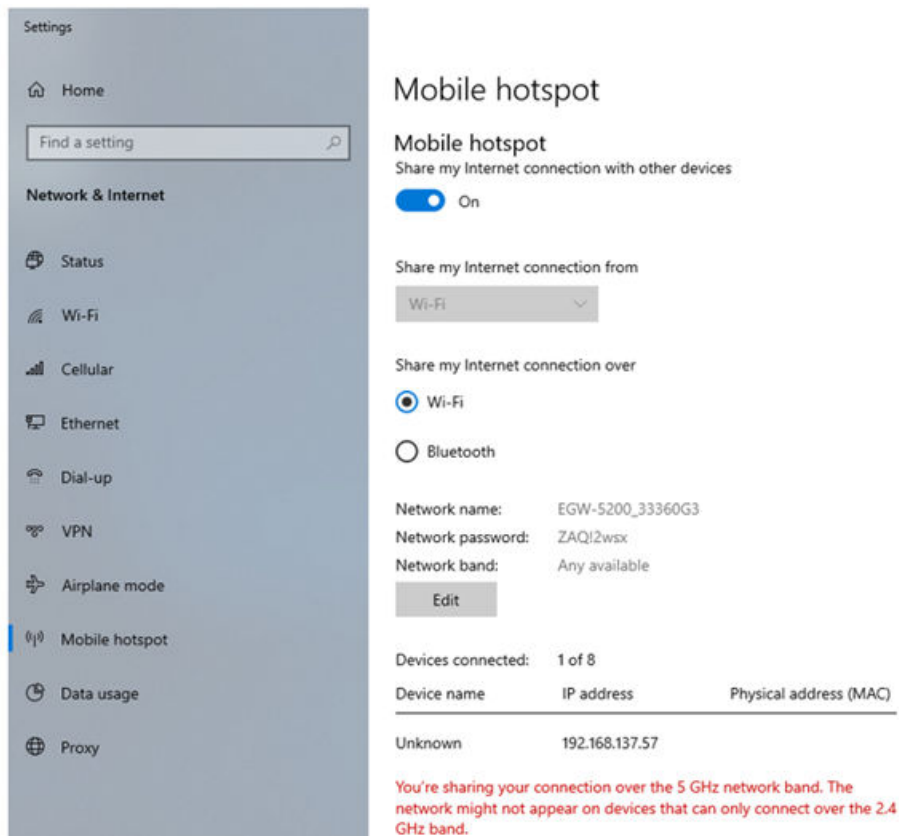 Settings
Home
Find a setting
Network & Internet
Status
Wi-Fi
Cellular
Ethernet
Dial-up
VPN
Airplane mode
Mobile hotspot
Data usage
Proxy
Mobile hotspot
Mobile hotspot
Share my Internet connection with other devices
On
Share my Internet connection from
Wi-Fi
Share my Internet connection over
Wi-Fi
Bluetooth
Network name: EGW-5200_33360G3
Network password: ZAQ!2wsx
Network band: Any available
Edit
Devices connected: 1 of 8
Device name IP address Physical address (MAC)
Unknown 192.168.137.57
You're sharing your connection over the 5 GHz network band. The
network might not appear on devices that can only connect over the 2.4
GHz band.